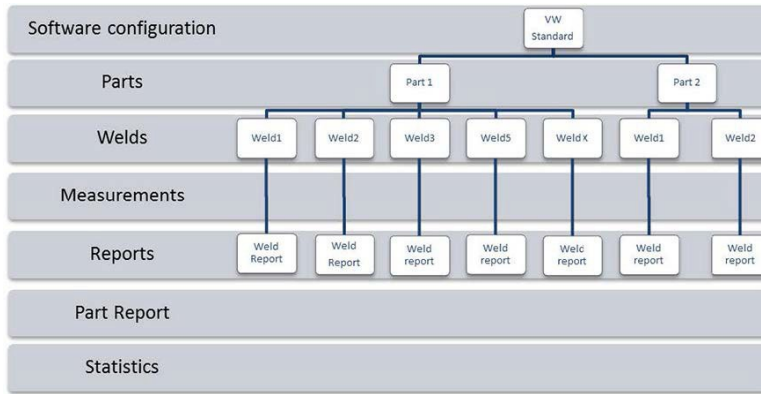 Software configuration
VW
Standard
Parts
Part 1
Part 2
Welds
Weld1
Weld2
Weld3
Weld5
WeldX
Weld1
Weld2
Measurements
Reports
Weld
Report
Weld
Report
Weld
report
Weld
report
Weld
report
Weld
report
Weld
report
Part Report
Statistics